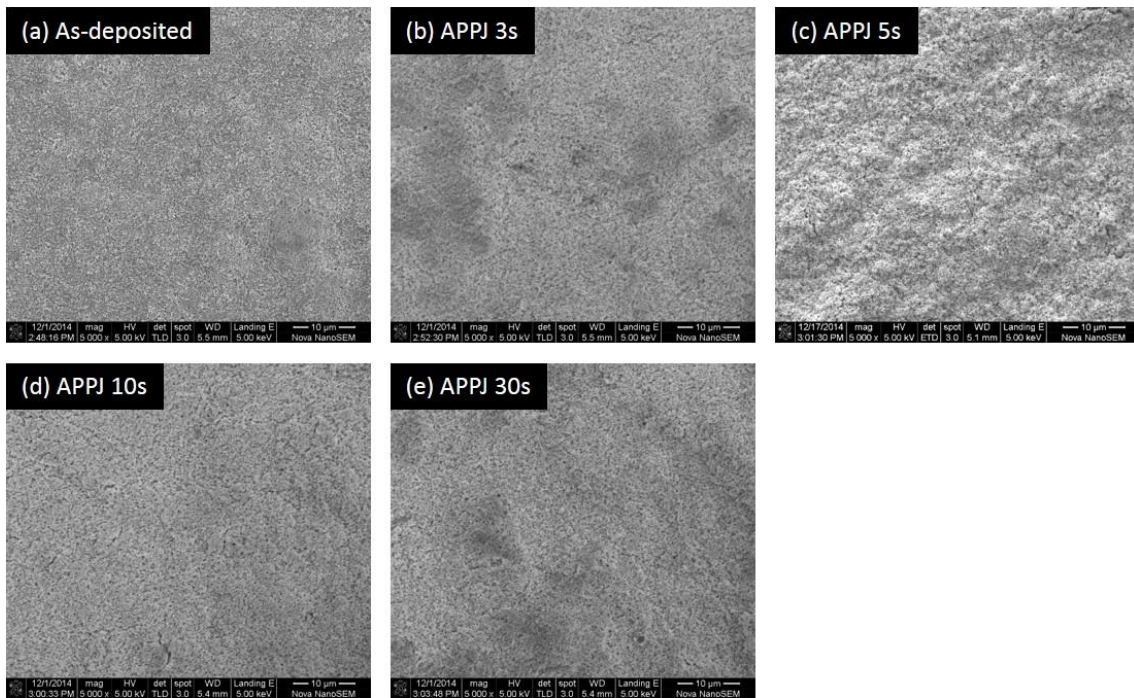 (a) As-deposited
(b) APPJ 3s
(c) APPJ 5s
12/1/2014 mag HV det spot WD Landing E 10 µm
2:48:16 PM 5 000 x 5.00 kV TLD 3.0 5.5 mm 5.00 keV Nova NanoSEM
12/1/2014 mag HV det spot WD Landing E 10 µm
2:52:30 PM 5 000 x 5.00 kV TLD 3.0 5.5 mm 5.00 keV Nova NanoSEM
12/17/2014 mag HV det spot WD Landing E 10 µm
3:01:30 PM 5 000 x 5.00 kV ETD 3.0 5.1 mm 5.00 keV Nova NanoSEM
(d) APPJ 10s
(e) APPJ 30s
12/1/2014 mag HV det spot WD Landing E 10 µm
3:00:33 PM 5 000 x 5.00 kV TLD 3.0 5.4 mm 5.00 keV Nova NanoSEM
12/1/2014 mag HV det spot WD Landing E 10 µm
3:03:48 PM 5 000 x 5.00 kV TLD 3.0 5.4 mm 5.00 keV Nova NanoSEM